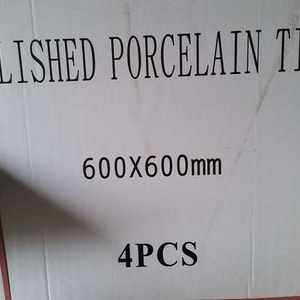 LISHED PORCELAIN TI
600X600mm
4PCS